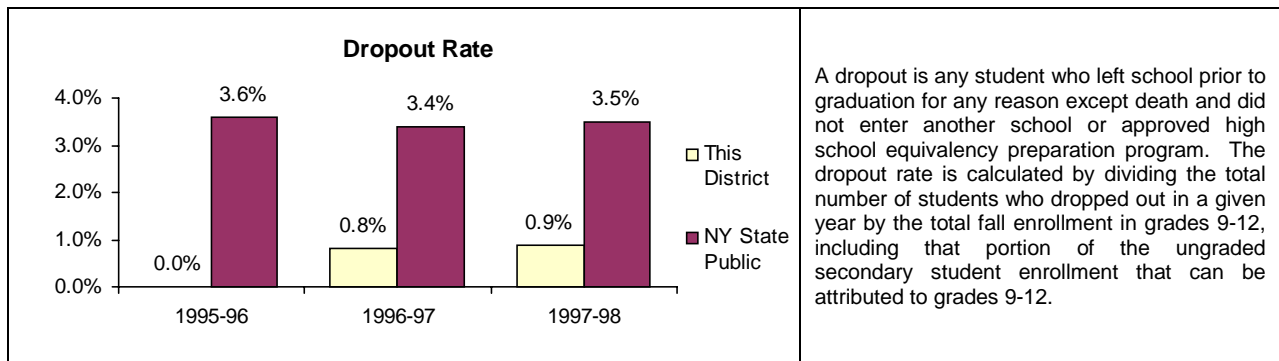 Dropout Rate
4.0%
3.0%
2.0%
1.0%
0.0%
0.0%
3.6%
0.8%
3.4%
0.9%
3.5%
1995-96
1996-97
1997-98
This
District
NY State
Public
A dropout is any student who left school prior to
graduation for any reason except death and did
not enter another school or approved high
school equivalency preparation program. The
dropout rate is calculated by dividing the total
number of students who dropped out in a given
year by the total fall enrollment in grades 9-12,
including that portion of the ungraded
secondary student enrollment that can be
attributed to grades 9-12.